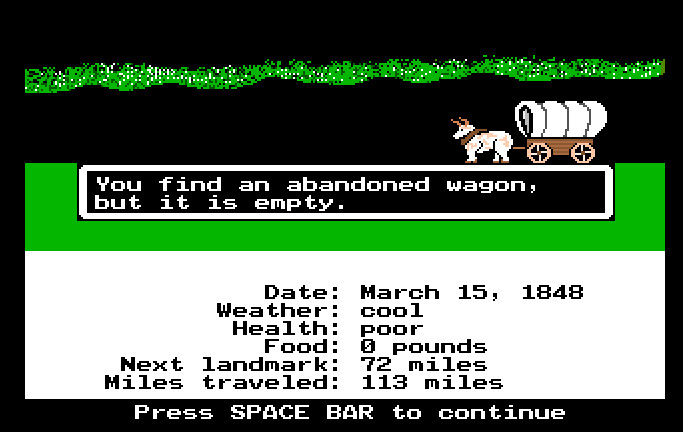 You find an abandoned wagon,
but it is empty.
Date: March 15, 1848
Weather: cool
Health: poor
Food: 0 pounds
Next landmark: 72 miles
Miles traveled: 113 miles
Press SPACE BAR to continue